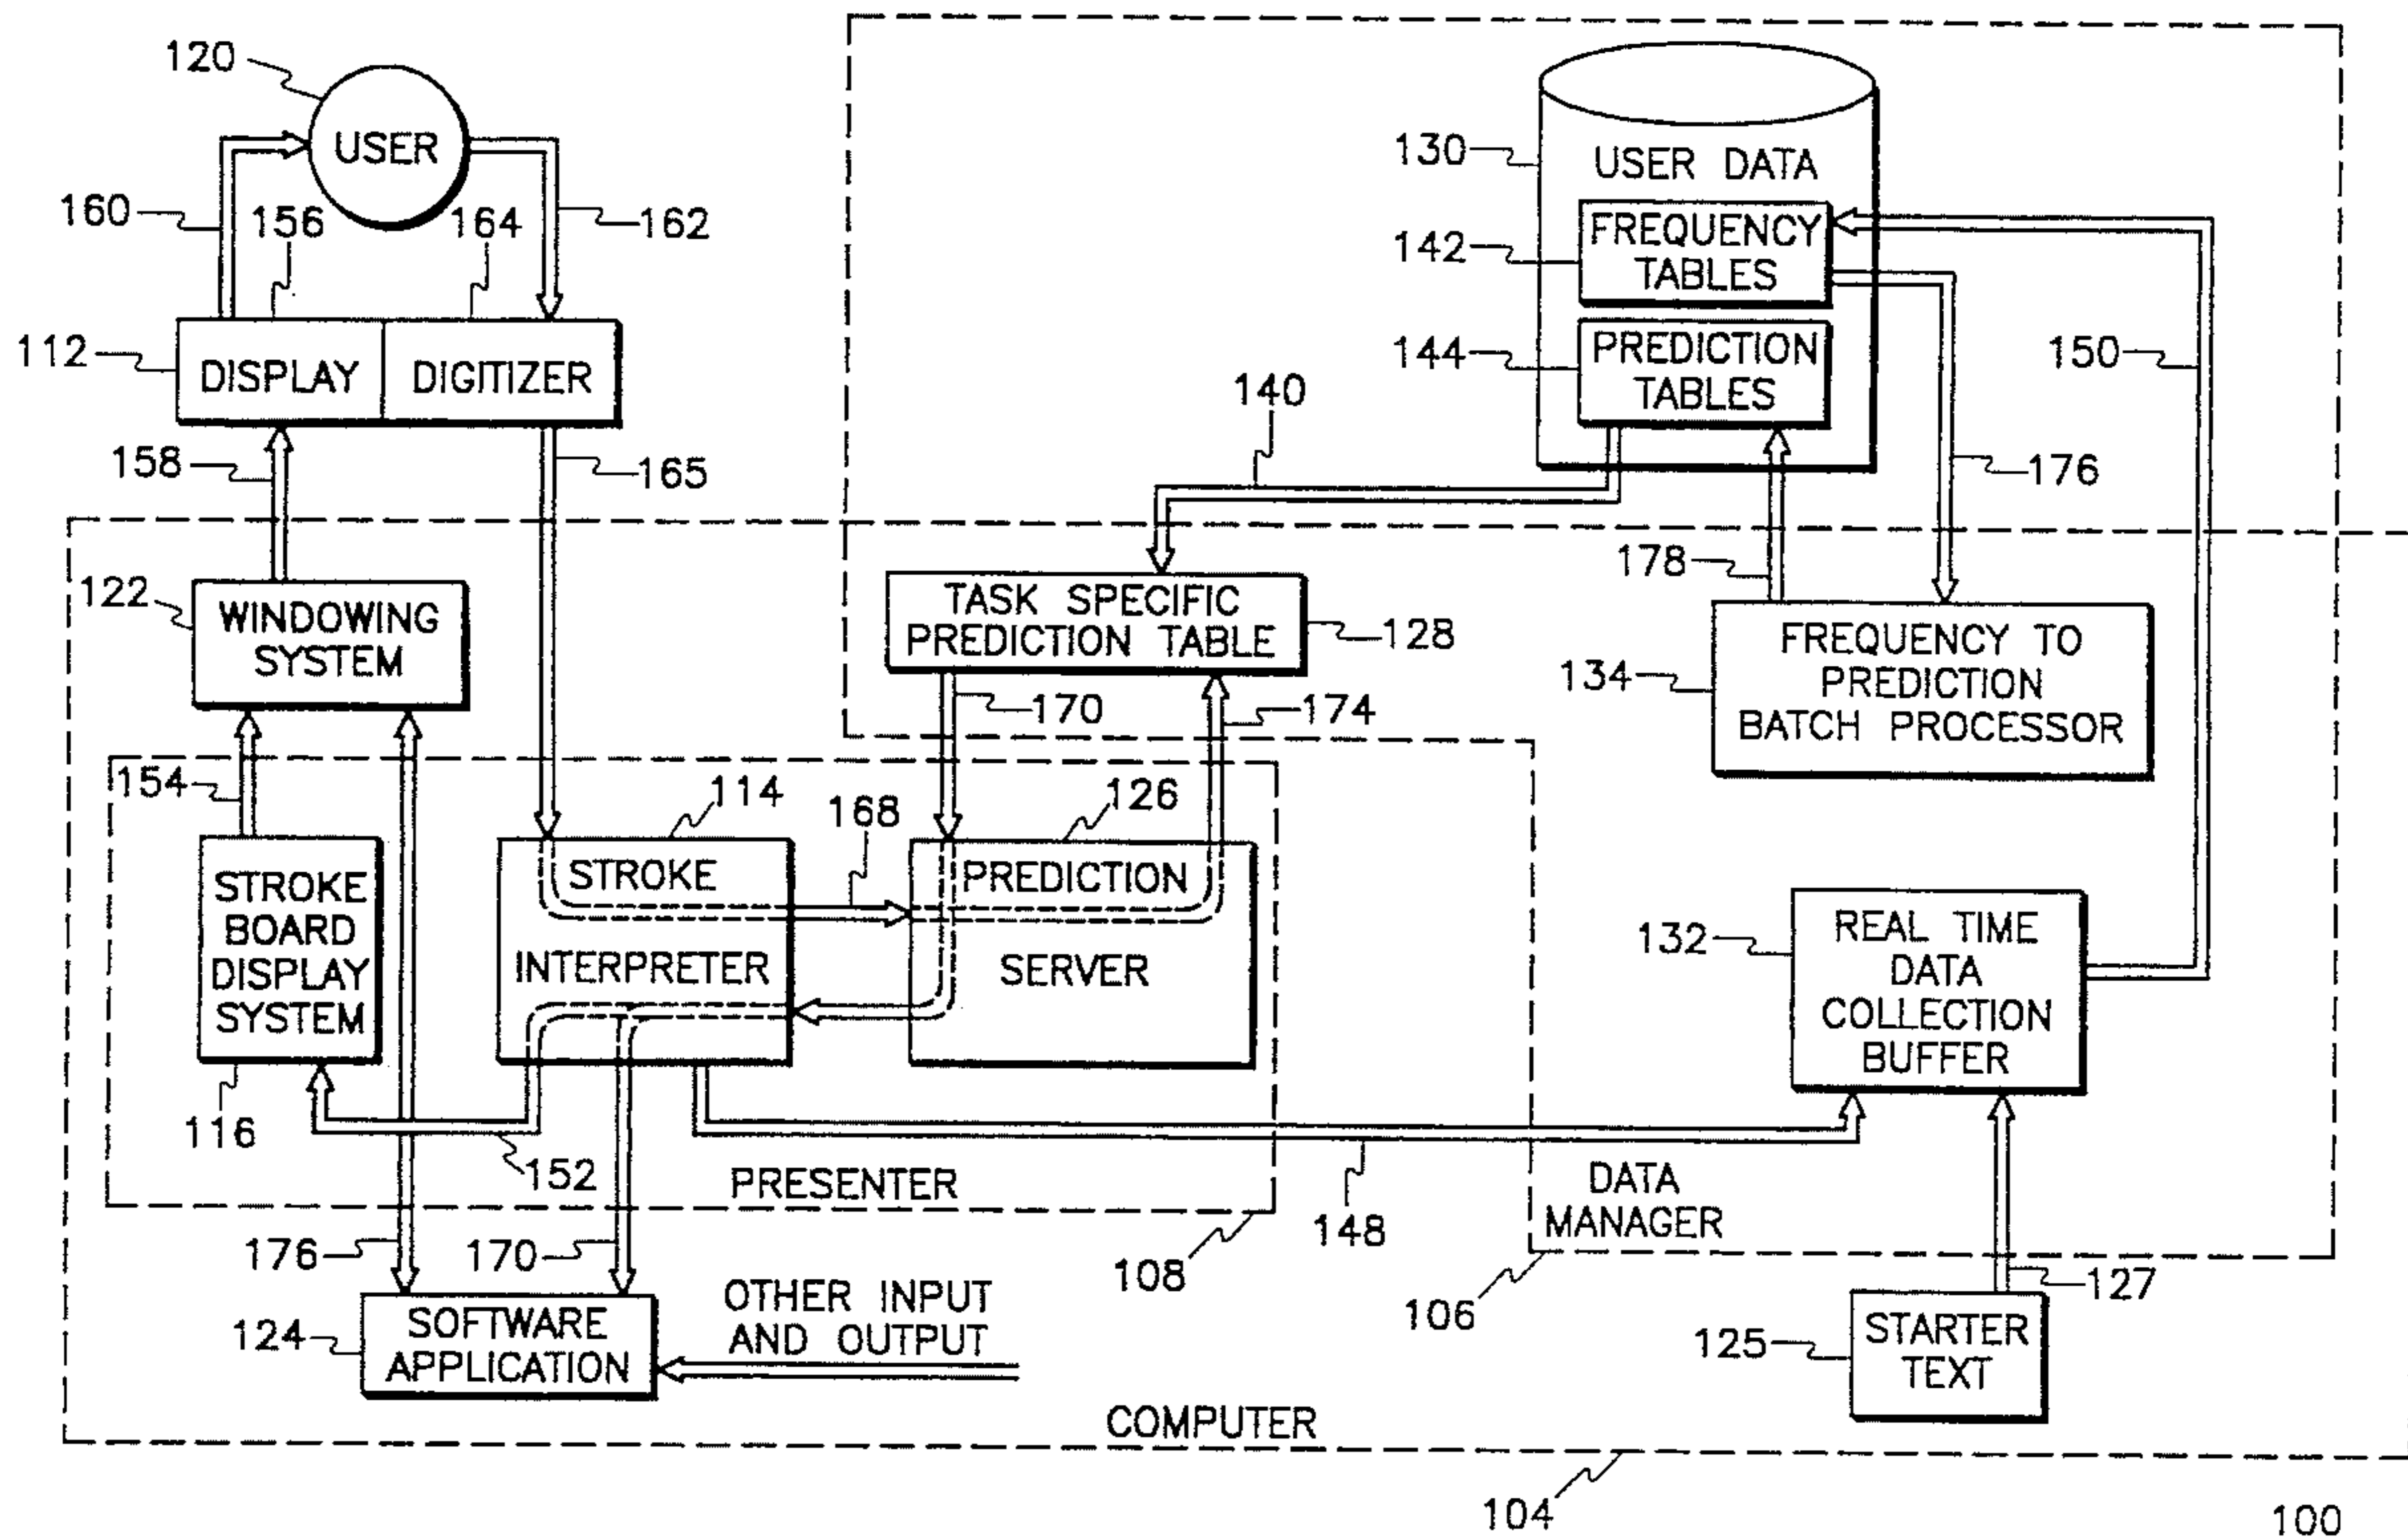 120
USER
160
156
164
162
112
DISPLAY
DIGITIZER
158
165
130
USER DATA
142
FREQUENCY
TABLES
144
PREDICTION
TABLES
150
140
176
122
WINDOWING
SYSTEM
TASK SPECIFIC
PREDICTION TABLE
128
178
134
FREQUENCY TO
PREDICTION
BATCH PROCESSOR
170
174
154
114
168
126
STROKE
BOARD
DISPLAY
SYSTEM
116
STROKE
INTERPRETER
PREDICTION
SERVER
132
REAL TIME
DATA
COLLECTION
BUFFER
152
PRESENTER
108
148
DATA
MANAGER
106
176
170
127
124
SOFTWARE
APPLICATION
OTHER INPUT
AND OUTPUT
125
STARTER
TEXT
COMPUTER
104
100